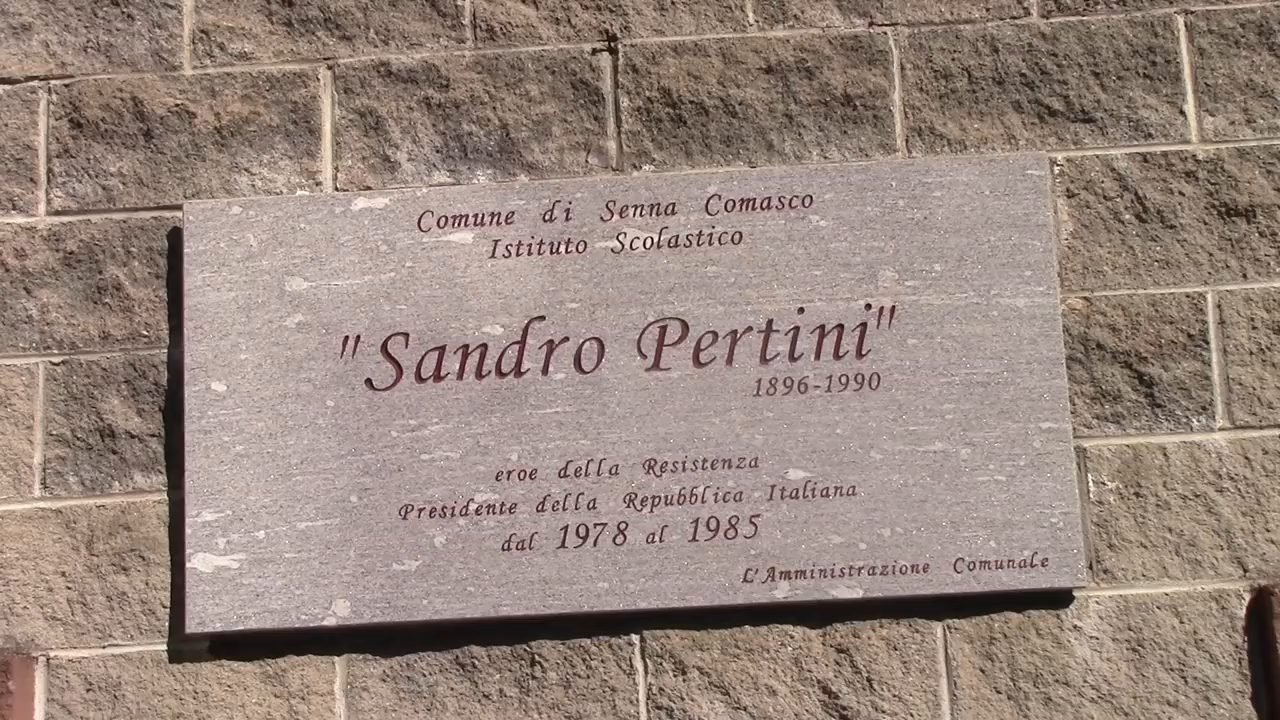 Comune di Senna Comasco
Istituto Scolastico
"Sandro Pertini"
1896-1990
eroe della Resistenza
Presidente della Repubblica Italiana
dal 1978 al 1985
L'Amministrazione Comunale